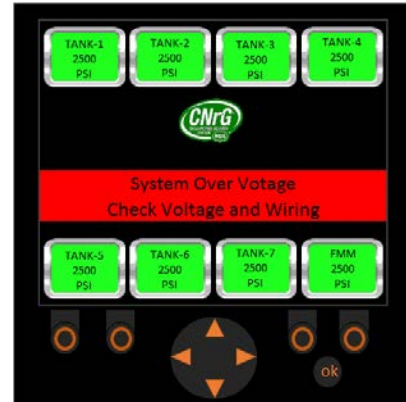 TANK-1
2500
PSI
TANK-2
2500
PSI
TANK-3
2500
PSI
TANK-4
2500
PSI
CNrG
System Over Votage
Check Voltage and Wiring
TANK-5
2500
PSI
TANK-6
2500
PSI
TANK-7
2500
PSI
FMM
2500
PSI
ok